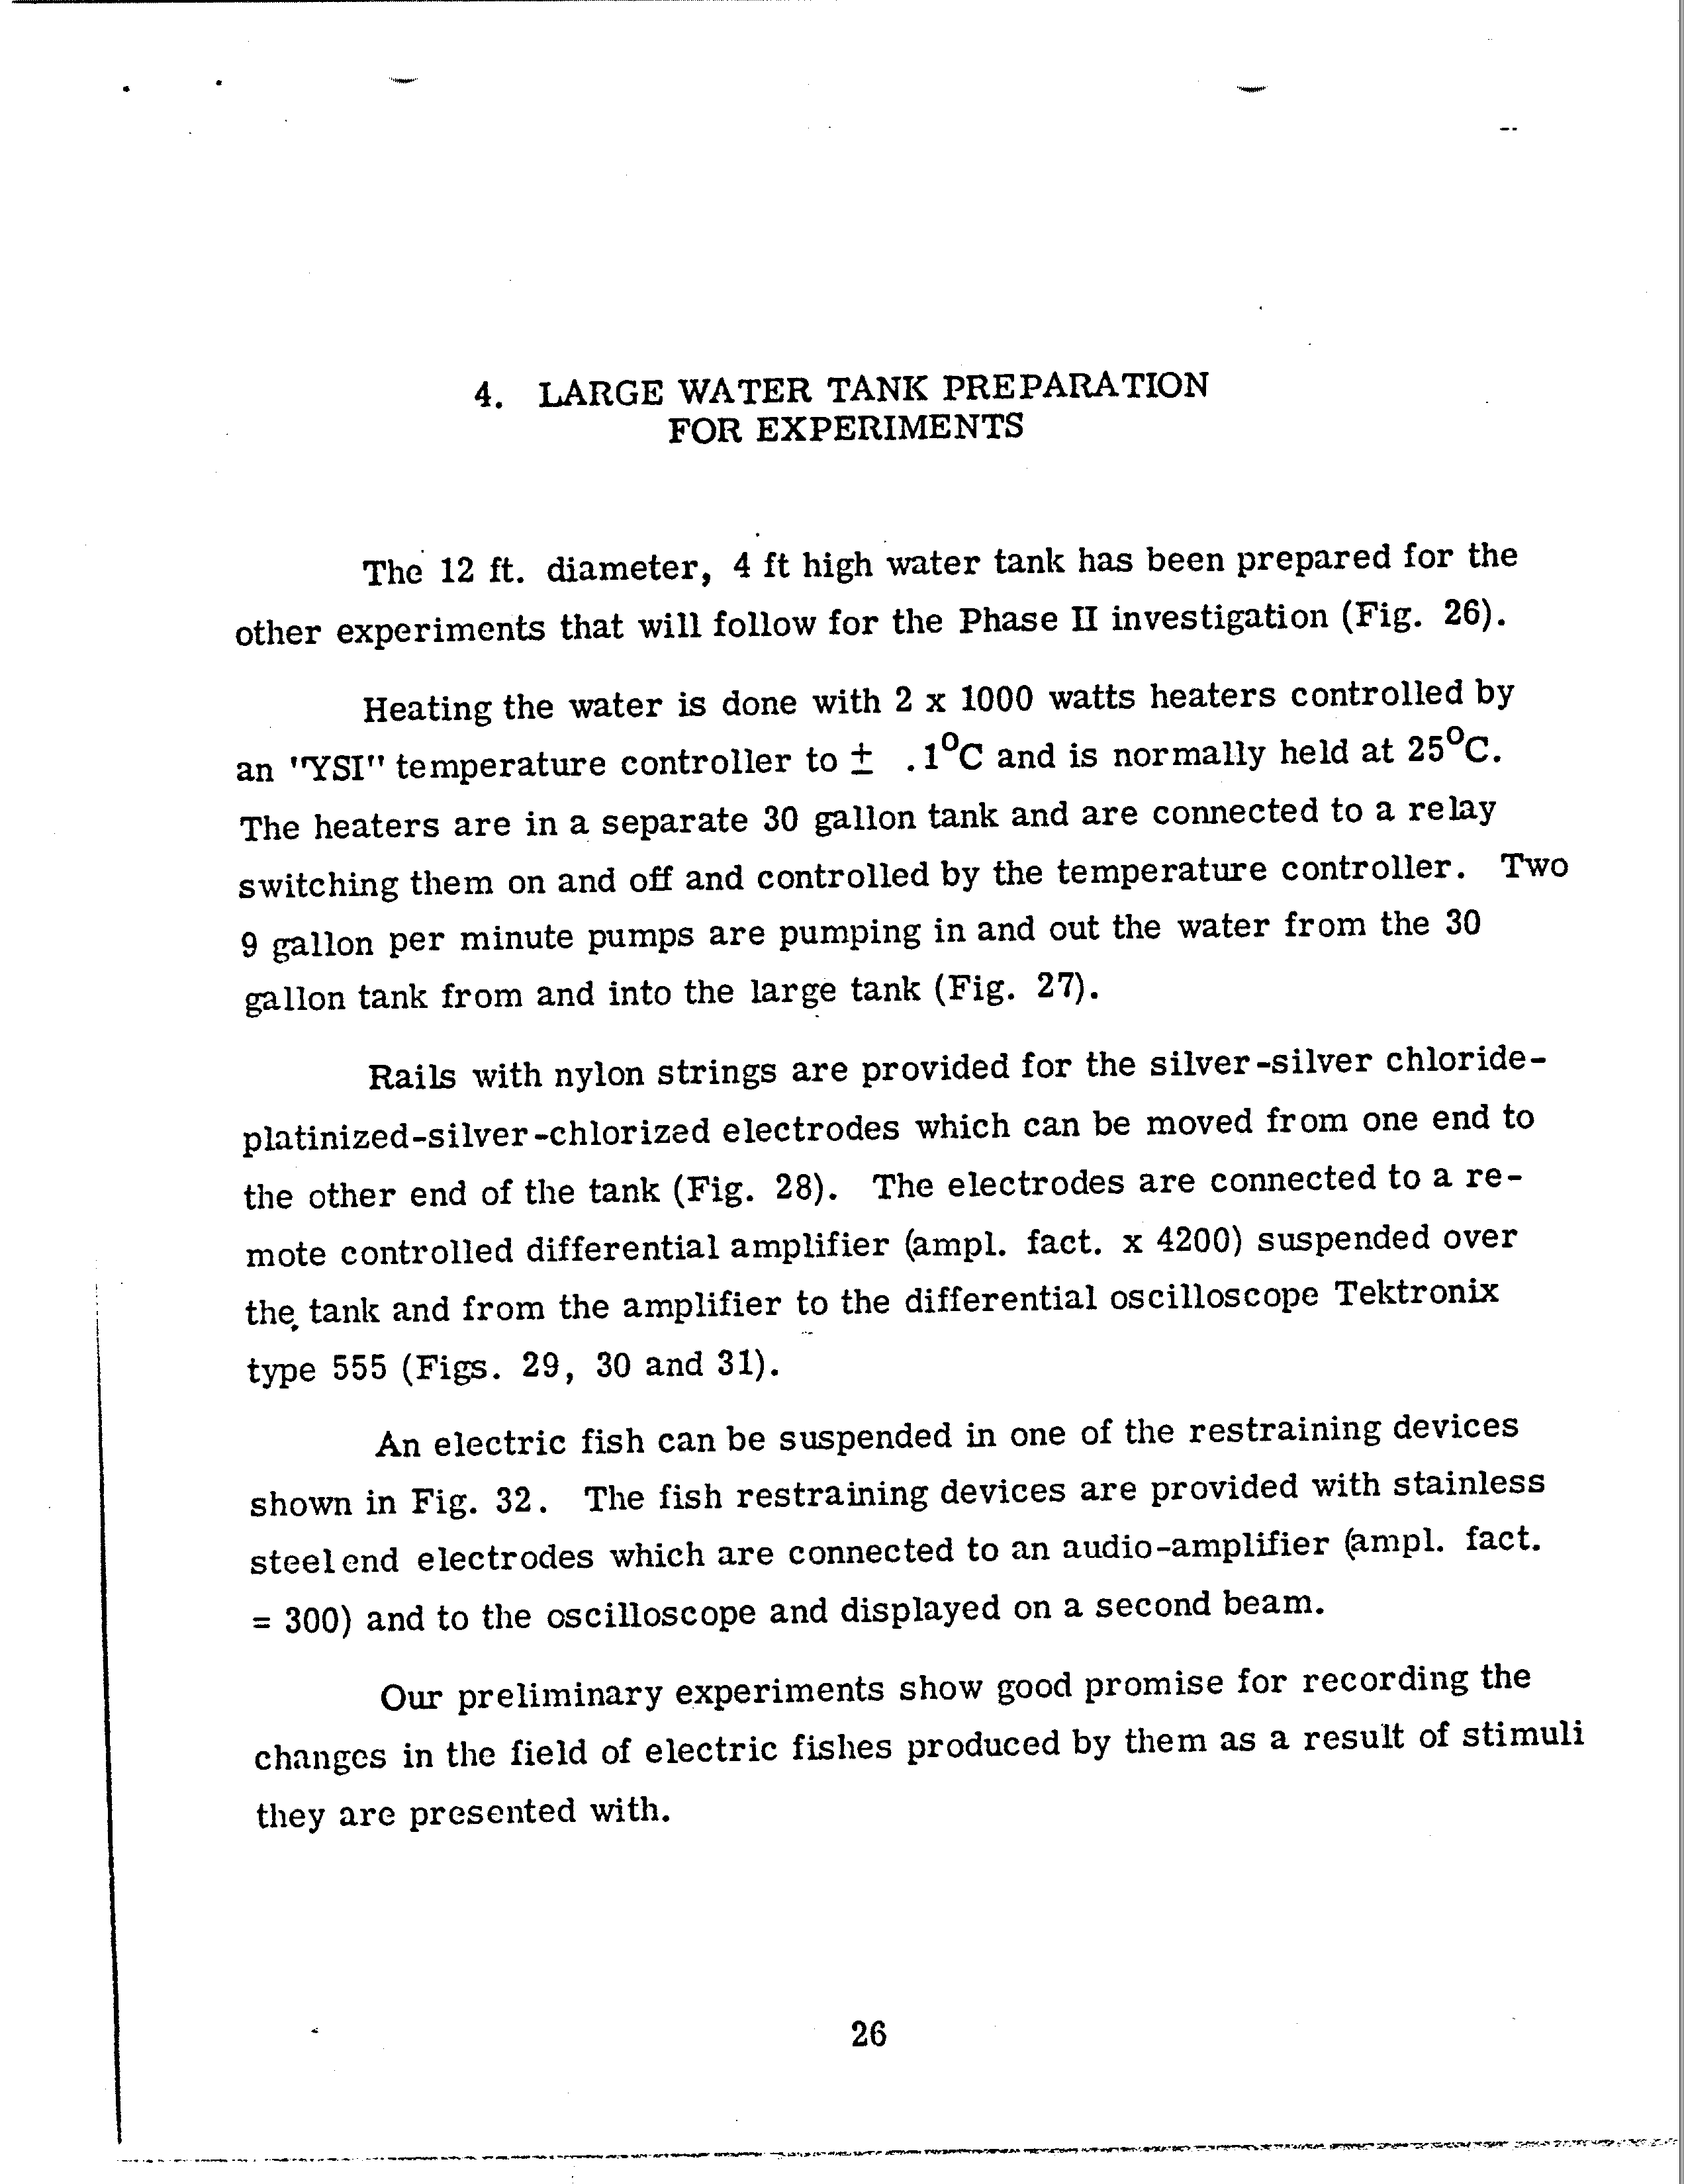 4. LARGE WATER TANK PREPARATION
FOR EXPERIMENTS
The 12 ft. diameter, 4 ft high water tank has been prepared for the
other experiments that will follow for the Phase II investigation (Fig. 26).
Heating the water is done with 2 x 1000 watts heaters controlled by
an "YSI" temperature controller to ± .1°C and is normally held at 25°C.
The heaters are in a separate 30 gallon tank and are connected to a relay
switching them on and off and controlled by the temperature controller. Two
9 gallon per minute pumps are pumping in and out the water from the 30
gallon tank from and into the large tank (Fig. 27).
Rails with nylon strings are provided for the silver-silver chloride-
platinized-silver-chlorized electrodes which can be moved from one end to
the other end of the tank (Fig. 28). The electrodes are connected to a re-
mote controlled differential amplifier (ampl. fact. x 4200) suspended over
the tank and from the amplifier to the differential oscilloscope Tektronix
type 555 (Figs. 29, 30 and 31).
An electric fish can be suspended in one of the restraining devices
shown in Fig. 32. The fish restraining devices are provided with stainless
steel end electrodes which are connected to an audio-amplifier (ampl. fact.
= 300) and to the oscilloscope and displayed on a second beam.
Our preliminary experiments show good promise for recording the
changes in the field of electric fishes produced by them as a result of stimuli
they are presented with.
26